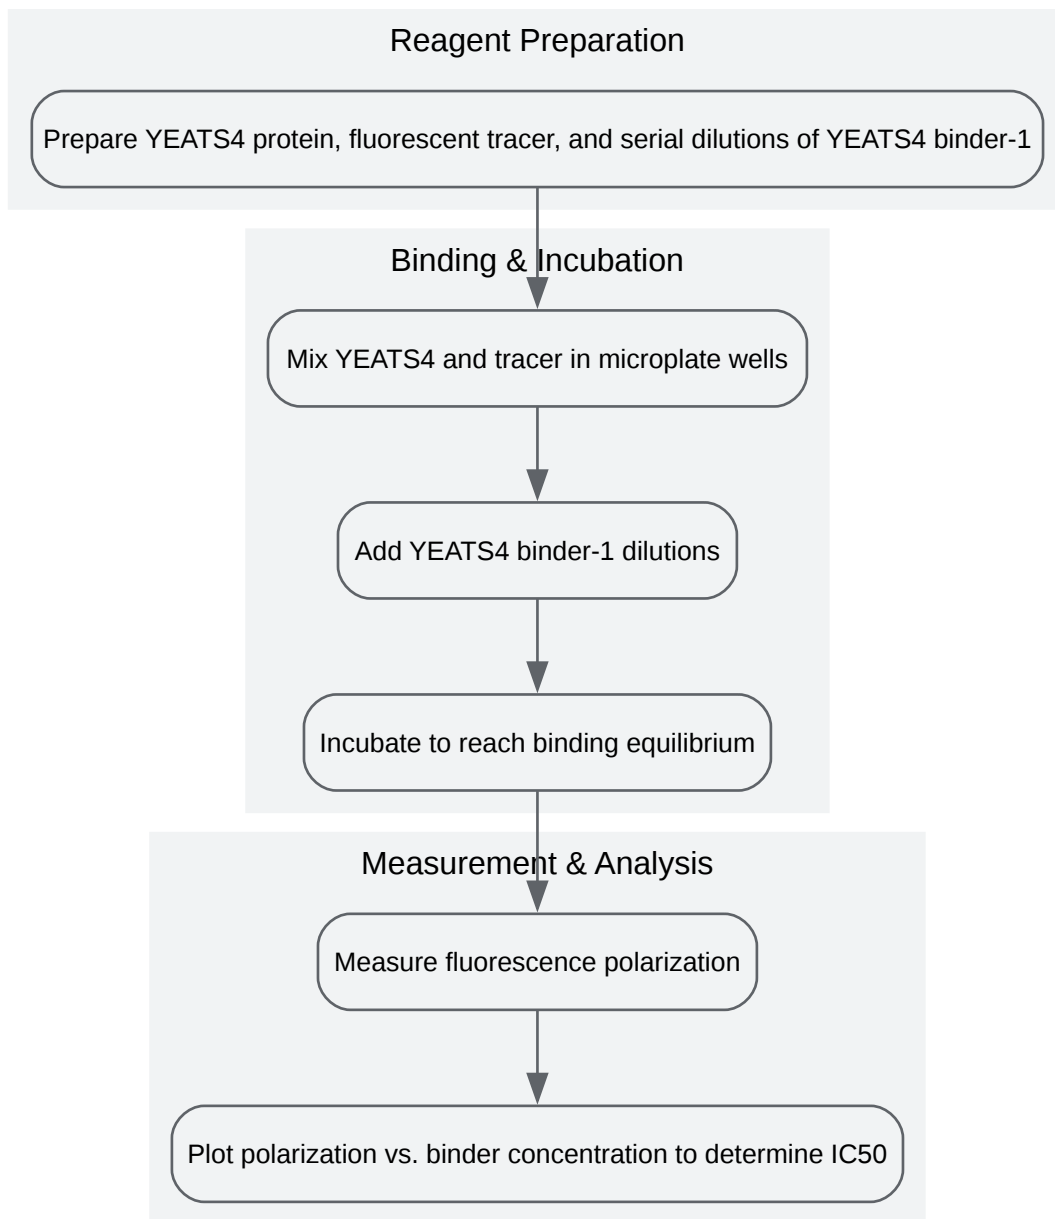 Reagent Preparation
Prepare YEATS4 protein, fluorescent tracer, and serial dilutions of YEATS4 binder-1
Binding & Incubation
Mix YEATS4 and tracer in microplate wells
Add YEATS4 binder-1 dilutions
Incubate to reach binding equilibrium
Measurement & Analysis
Measure fluorescence polarization
Plot polarization vs. binder concentration to determine IC50